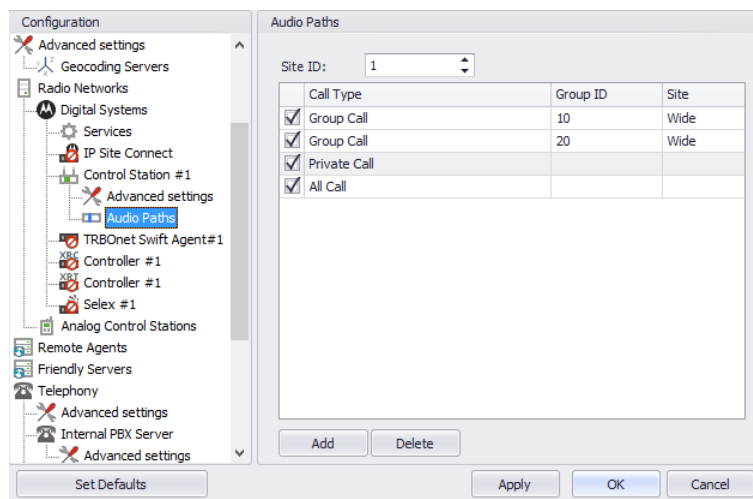 Configuration
Advanced settings
Geocoding Servers
Radio Networks
Digital Systems
Services
IP Site Connect
Control Station #1
Advanced settings
Audio Paths
TRBOnet Swift Agent#1
XRC
Controller #1
XRT
Controller #1
Selex #1
Analog Control Stations
Remote Agents
Friendly Servers
Telephony
Advanced settings
Internal PBX Server
Advanced settings
Set Defaults
Audio Paths
Site ID: 1
Call Type Group ID Site
Group Call 10 Wide
Group Call 20 Wide
Private Call
All Call
Add Delete
Apply OK Cancel